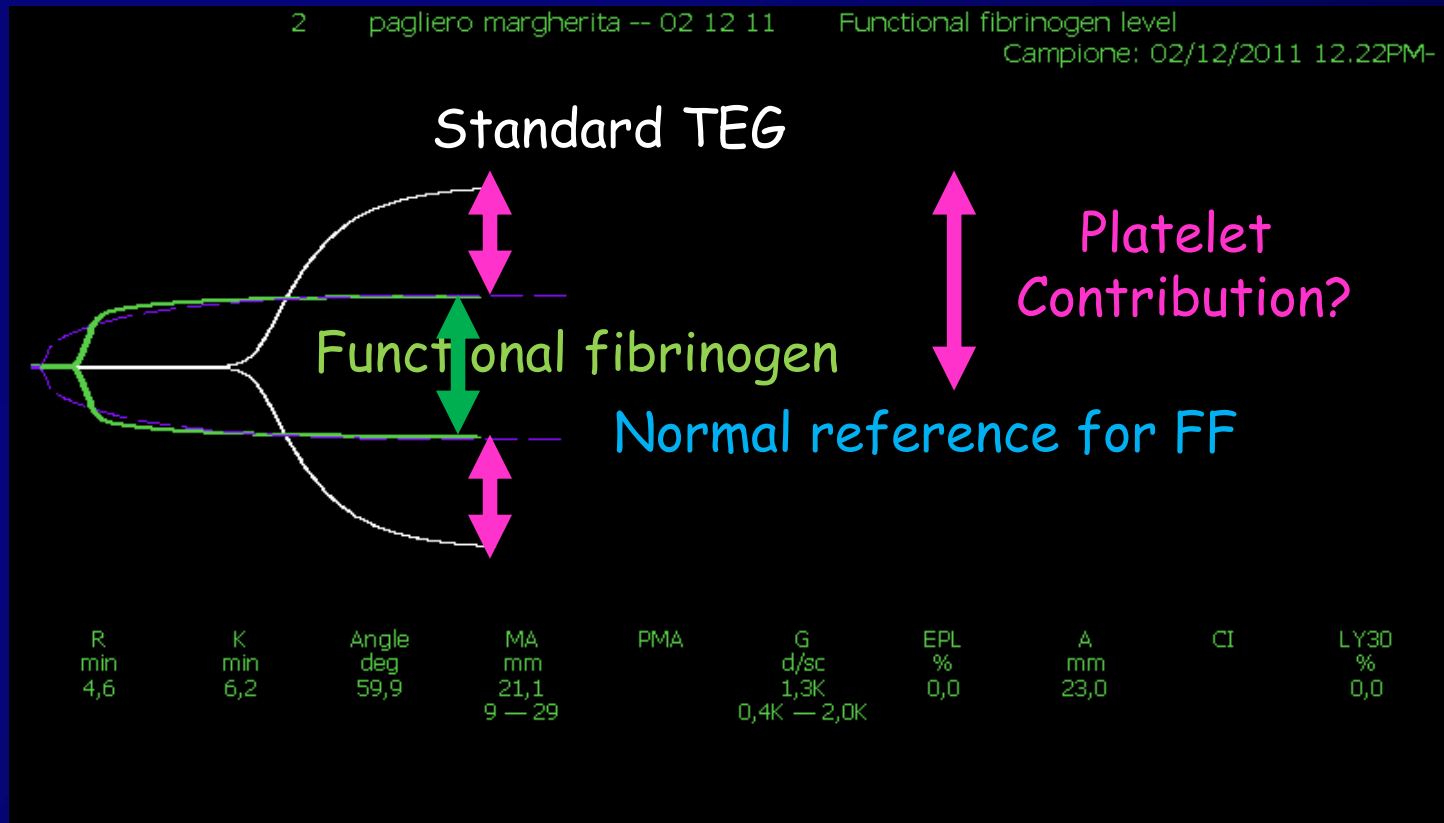 2 pagliero margherita -- 02 12 11 Functional fibrinogen level
Campione: 02/12/2011 12.22PM-
Standard TEG
Platelet
Contribution?
Functional fibrinogen
Normal reference for FF
R K Angle MA PMA G EPL A CI LY30
min min deg mm d/sc % mm %
4,6 6,2 59,9 21,1 1,3K 0,0 23,0 0,0
9 — 29 0,4K — 2,0K